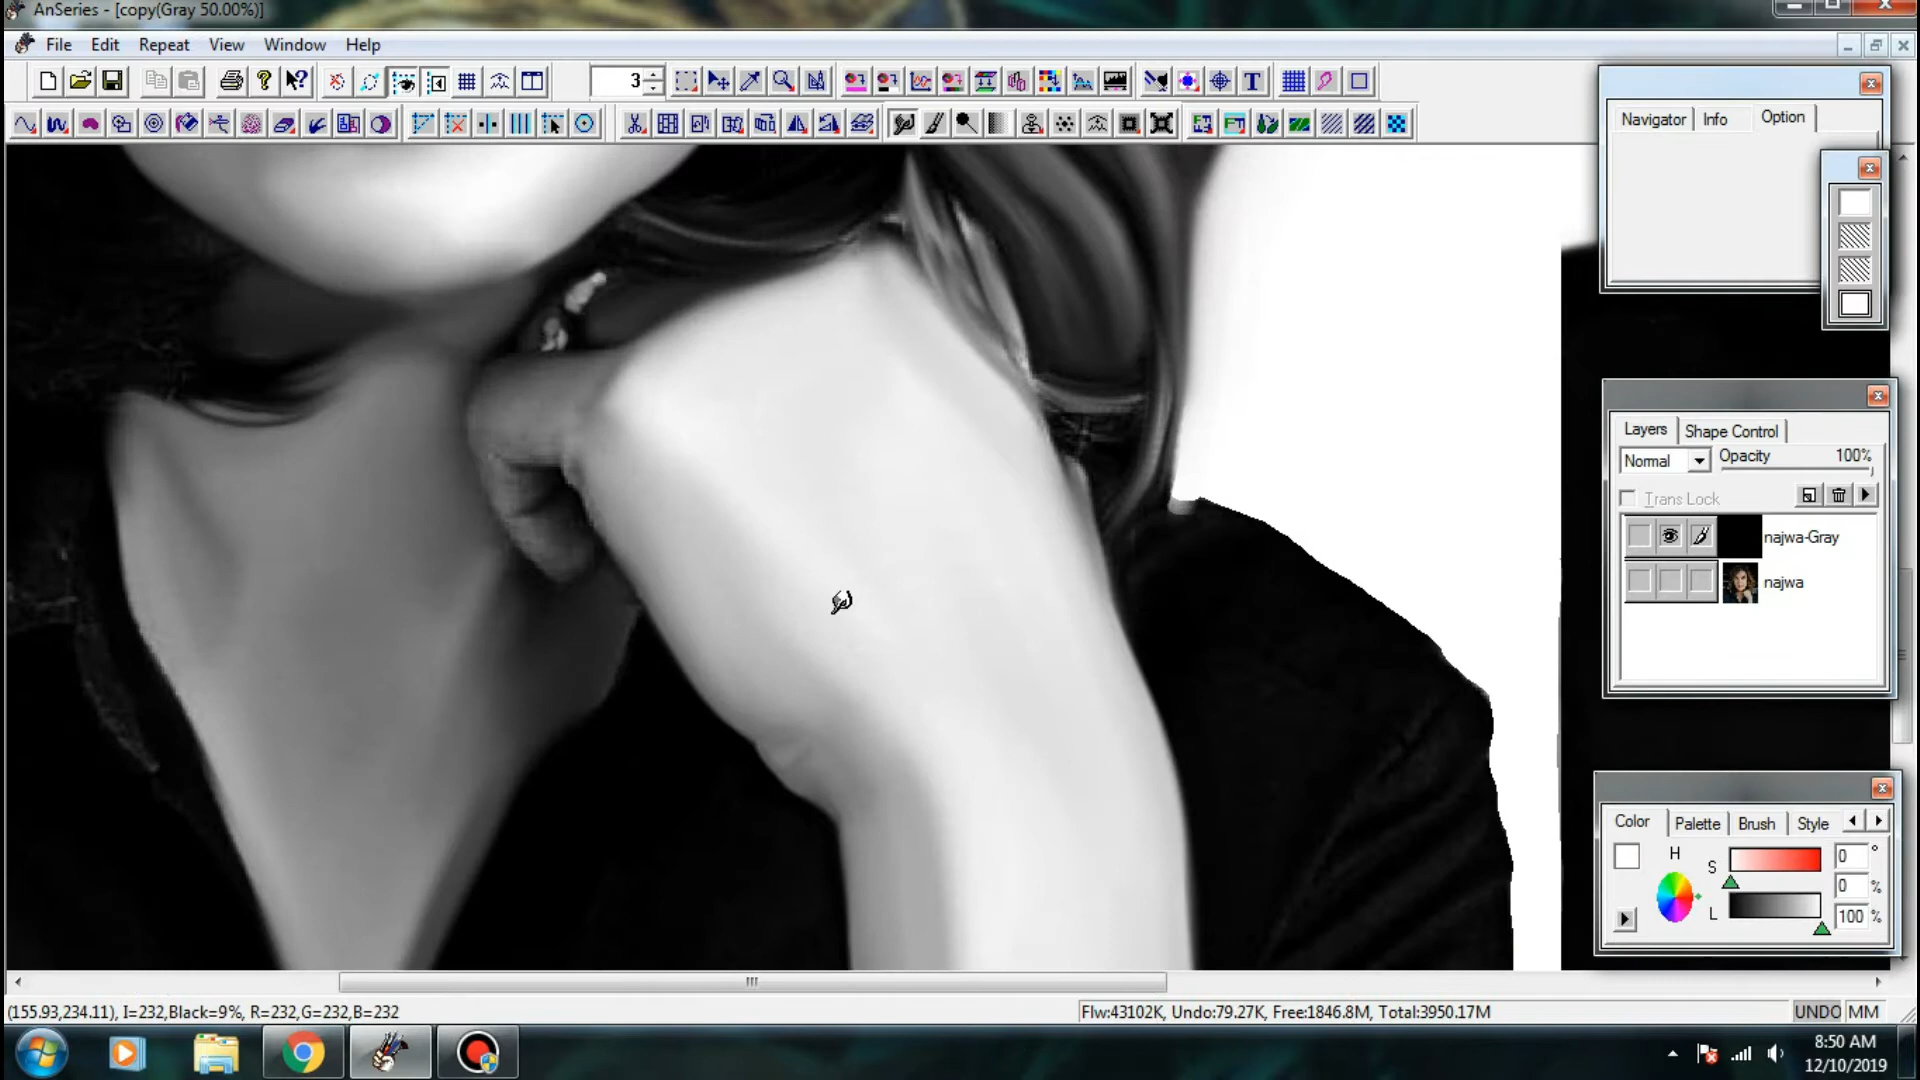 AnSeries - [copy(Gray 50.00%)]
File Edit Repeat View Window Help
3
T
Navigator Info Option
Layers Shape Control
Normal Opacity 100%
Trans Lock
najwa-Gray
najwa
Color Palette Brush Style
H S 0 °
0 %
L 100 %
(155.93,234.11), I=232,Black=9%, R=232,G=232,B=232
Flw:43102K, Undo:79.27K, Free:1846.8M, Total:3950.17M
UNDO MM
8:50 AM
12/10/2019